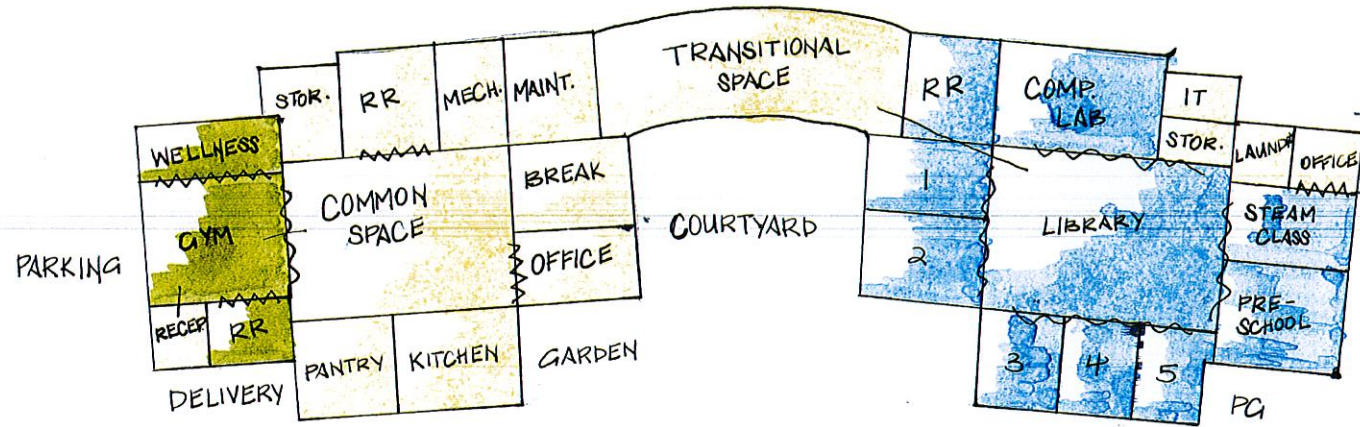 TRANSITIONAL
SPACE
STOR.
RR
MECH.
MAINT.
RR
COMP.
LAB
IT
STOR.
LAUND
OFFICE
WELLNESS
GYM
RECEP
RR
COMMON
SPACE
BREAK
OFFICE
PANTRY
KITCHEN
PARKING
DELIVERY
GARDEN
COURTYARD
1
2
LIBRARY
STEAM
CLASS
PRE-
SCHOOL
3
4
5
PG